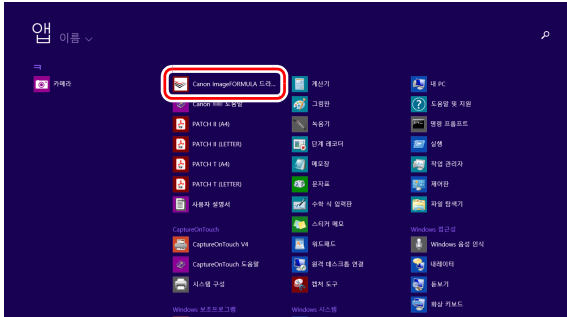 앱 이름
ㅋ
카메라
Canon imageFORMULA 드라...
Canon 도움말
PATCH II (A4)
PATCH II (LETTER)
PATCH T (A4)
PATCH T (LETTER)
사용자 설명서
CaptureOnTouch
CaptureOnTouch V4
CaptureOnTouch 도움말
시스템 구성
Windows 보조프로그램
계산기
그림판
녹음기
단계 레코더
메모장
문자표
수학 식 입력판
스티커 메모
워드패드
원격 데스크톱 연결
캡처 도구
Windows 시스템
내 PC
도움말 및 지원
명령 프롬프트
실행
작업 관리자
제어판
파일 탐색기
Windows 접근성
Windows 음성 인식
내레이터
돋보기
화상 키보드